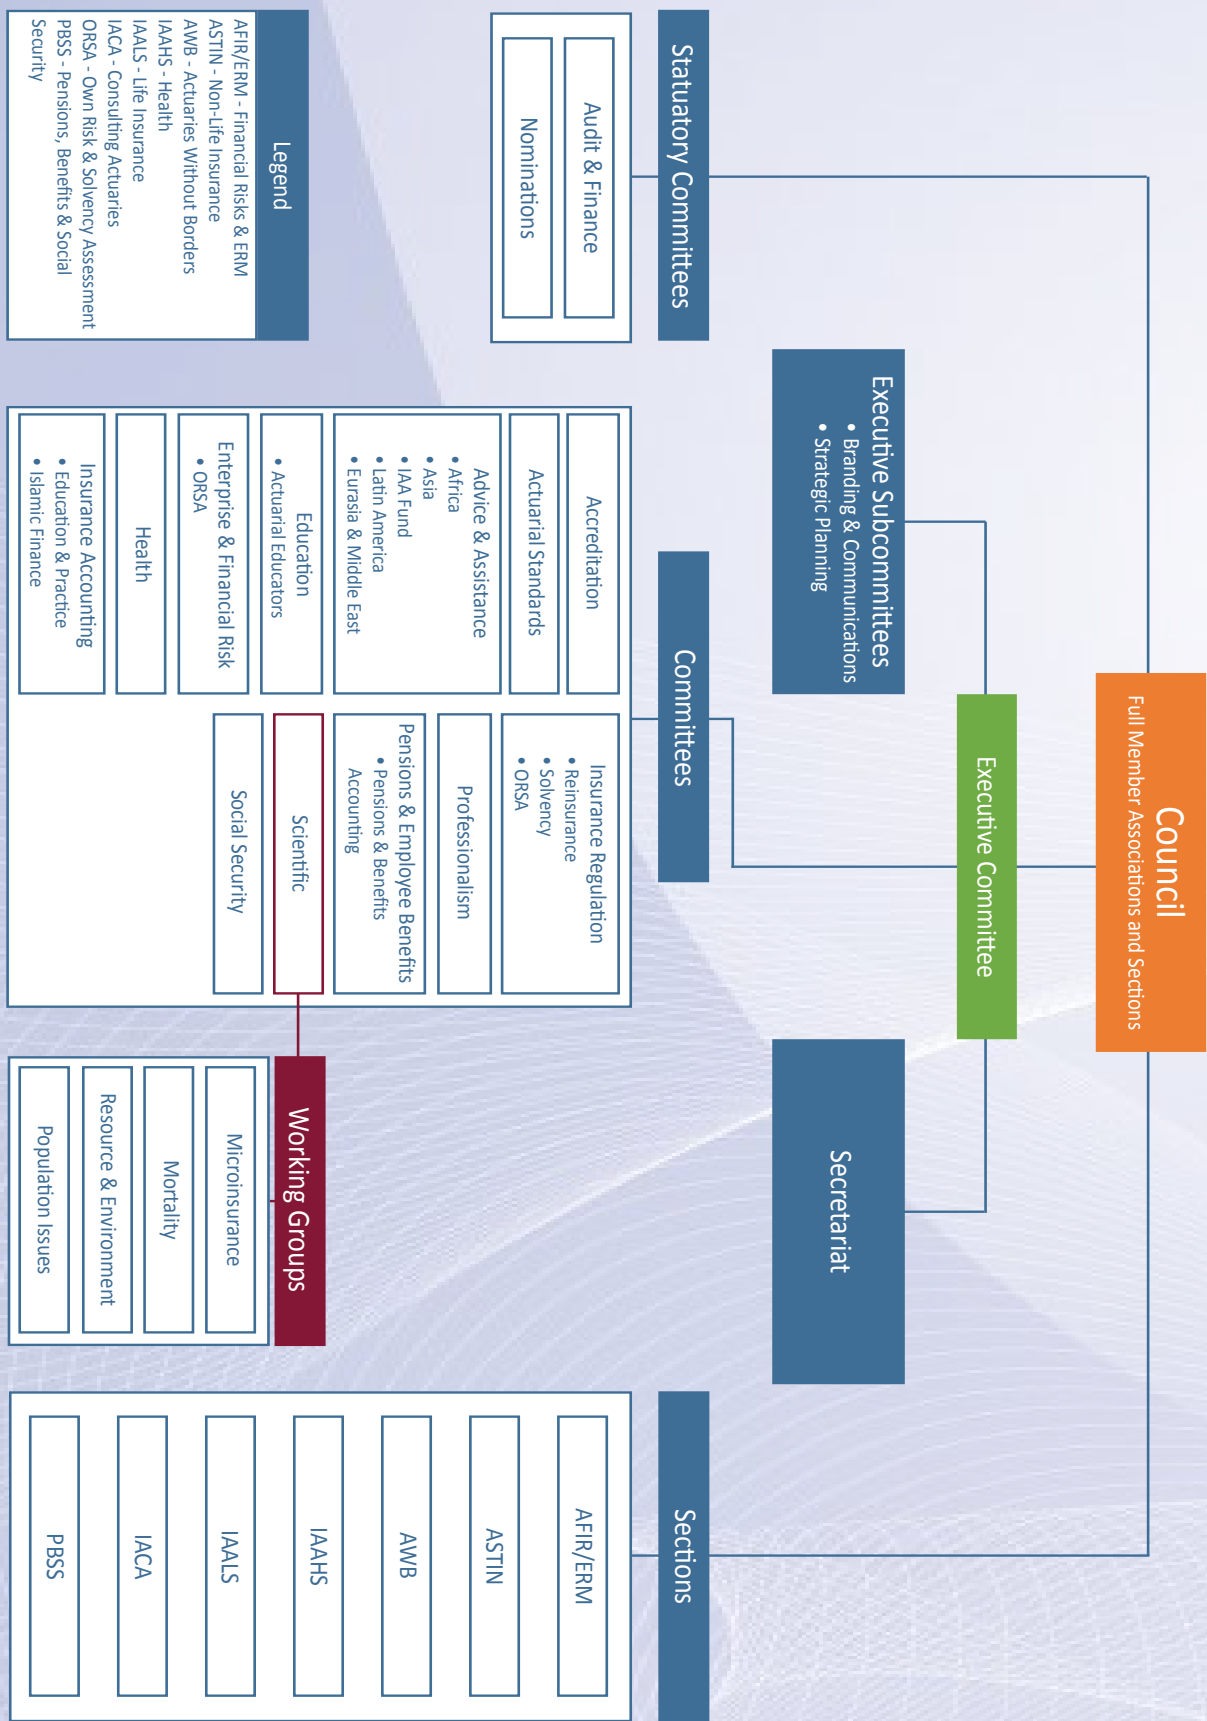 Council
Full Member Associations and Sections
Executive Committee
Executive Subcommittees
• Branding & Communications
• Strategic Planning
Secretariat
Statuatory Committees
Audit & Finance
Nominations
Committees
Accreditation
Actuarial Standards
Advice & Assistance
• Africa
• Asia
• IAA Fund
• Latin America
• Eurasia & Middle East
Education
• Actuarial Educators
Enterprise & Financial Risk
• ORSA
Health
Insurance Accounting
• Education & Practice
• Islamic Finance
Insurance Regulation
• Reinsurance
• Solvency
• ORSA
Professionalism
Pensions & Employee Benefits
• Pensions & Benefits
Accounting
Scientific
Social Security
Working Groups
Microinsurance
Mortality
Resource & Environment
Population Issues
Sections
AFIR/ERM
ASTIN
AWB
IAAHS
IAALS
IACA
PBSS
Legend
AFIR/ERM - Financial Risks & ERM
ASTIN - Non-Life Insurance
AWB - Actuaries Without Borders
IAAHS - Health
IAALS - Life Insurance
IACA - Consulting Actuaries
ORSA - Own Risk & Solvency Assessment
PBSS - Pensions, Benefits & Social
Security